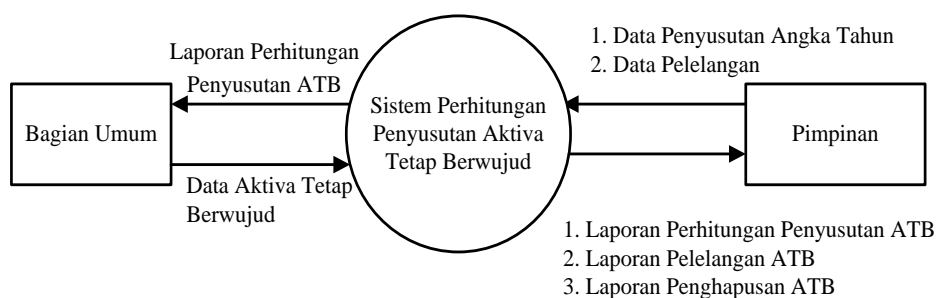 Laporan Perhitungan
Penyusutan ATB
Bagian Umum
Data Aktiva Tetap
Berwujud
Sistem Perhitungan
Penyusutan Aktiva
Tetap Berwujud
1. Data Penyusutan Angka Tahun
2. Data Pelelangan
Pimpinan
1. Laporan Perhitungan Penyusutan ATB
2. Laporan Pelelangan ATB
3. Laporan Penghapusan ATB